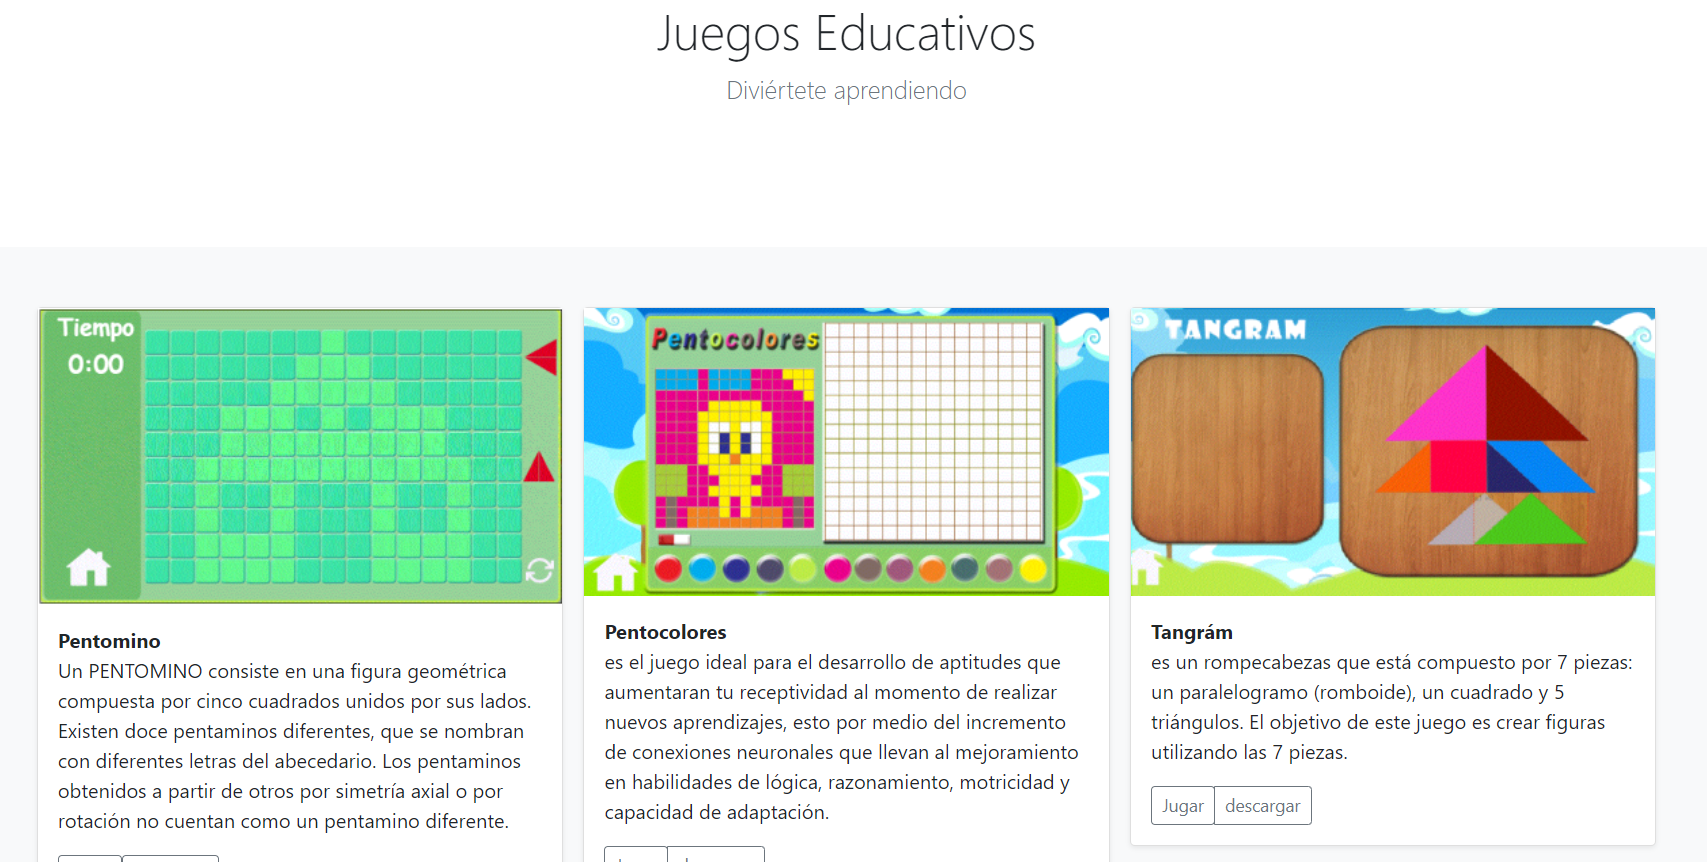 Juegos Educativos
Diviértete aprendiendo
Tiempo
0:00
Pentomino
Un PENTOMINO consiste en una figura geométrica
compuesta por cinco cuadrados unidos por sus lados.
Existen doce pentaminos diferentes, que se nombran
con diferentes letras del abecedario. Los pentaminos
obtenidos a partir de otros por simetría axial o por
rotación no cuentan como un pentamino diferente.
Pentocolores
Pentocolores
es el juego ideal para el desarrollo de aptitudes que
aumentaran tu receptividad al momento de realizar
nuevos aprendizajes, esto por medio del incremento
de conexiones neuronales que llevan al mejoramiento
en habilidades de lógica, razonamiento, motricidad y
capacidad de adaptación.
TANGRAM
Tangrám
es un rompecabezas que está compuesto por 7 piezas:
un paralelogramo (romboide), un cuadrado y 5
triángulos. El objetivo de este juego es crear figuras
utilizando las 7 piezas.
Jugar
descargar